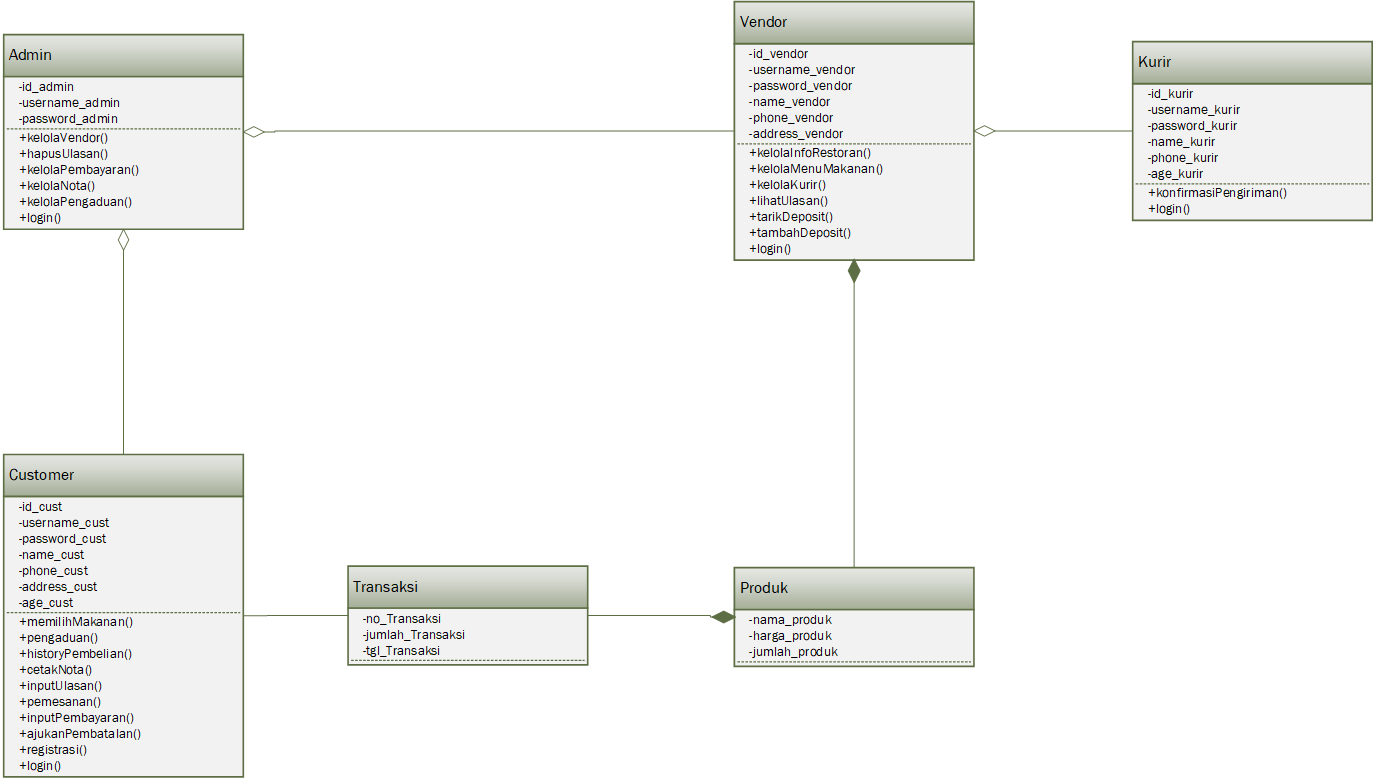 Admin
-id_admin
-username_admin
-password_admin
+kelolaVendor()
+hapusUlasan()
+kelolaPembayaran()
+kelolaNota()
+kelolaPengaduan()
+login()
Vendor
-id_vendor
-username_vendor
-password_vendor
-name_vendor
-phone_vendor
-address_vendor
+kelolaInfoRestoran()
+kelolaMenuMakanan()
+kelolaKurir()
+lihatUlasan()
+tarikDeposit()
+tambahDeposit()
+login()
Kurir
-id_kurir
-username_kurir
-password_kurir
-name_kurir
-phone_kurir
-age_kurir
+konfirmasiPengiriman()
+login()
Customer
-id_cust
-username_cust
-password_cust
-name_cust
-phone_cust
-address_cust
-age_cust
+memilihMakanan()
+pengaduan()
+historyPembelian()
+cetakNota()
+inputUlasan()
+pemesanan()
+inputPembayaran()
+ajukanPembatalan()
+registrasi()
+login()
Transaksi
-no_Transaksi
-jumlah_Transaksi
-tgl_Transaksi
Produk
-nama_produk
-harga_produk
-jumlah_produk